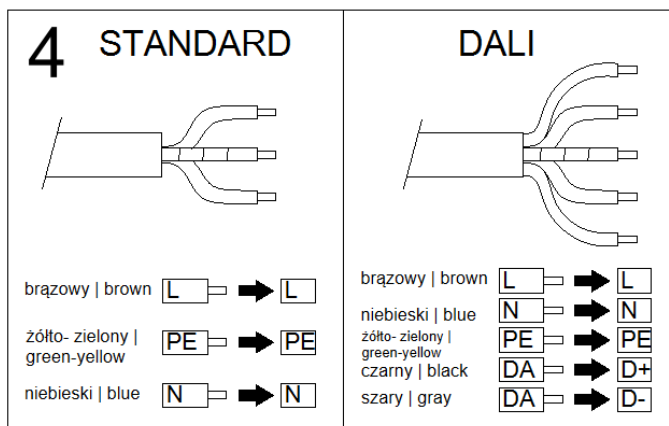 4 STANDARD
brązowy | brown L L
żółto- zielony |
green-yellow PE PE
niebieski | blue N N
DALI
brązowy | brown L L
niebieski | blue N N
żółto- zielony |
green-yellow PE PE
czarny | black DA D+
szary | gray DA D-